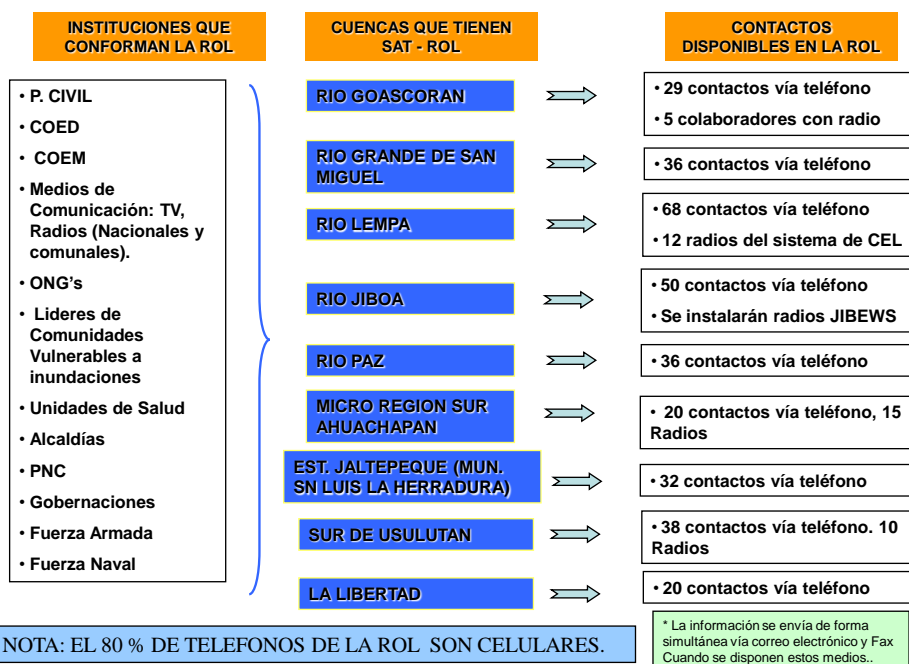 INSTITUCIONES QUE
CONFORMAN LA ROL
• P. CIVIL
• COED
• COEM
• Medios de
Comunicación: TV,
Radios (Nacionales y
comunales).
• ONG's
• Lideres de
Comunidades
Vulnerables a
inundaciones
• Unidades de Salud
• Alcaldías
• PNC
• Gobernaciones
• Fuerza Armada
• Fuerza Naval
CUENCAS QUE TIENEN
SAT - ROL
RIO GOASCORAN
RIO GRANDE DE SAN
MIGUEL
RIO LEMPA
RIO JIBOA
RIO PAZ
MICRO REGION SUR
AHUACHAPAN
EST. JALTEPEQUE (MUN.
SN LUIS LA HERRADURA)
SUR DE USULUTAN
LA LIBERTAD
CONTACTOS
DISPONIBLES EN LA ROL
• 29 contactos vía teléfono
• 5 colaboradores con radio
• 36 contactos vía teléfono
• 68 contactos vía teléfono
• 12 radios del sistema de CEL
• 50 contactos vía teléfono
• Se instalarán radios JIBEWS
• 36 contactos vía teléfono
• 20 contactos vía teléfono, 15
Radios
• 32 contactos vía teléfono
• 38 contactos vía teléfono. 10
Radios
• 20 contactos vía teléfono
NOTA: EL 80 % DE TELEFONOS DE LA ROL SON CELULARES.
* La información se envía de forma
simultánea vía correo electrónico y Fax
Cuando se disponen estos medios..